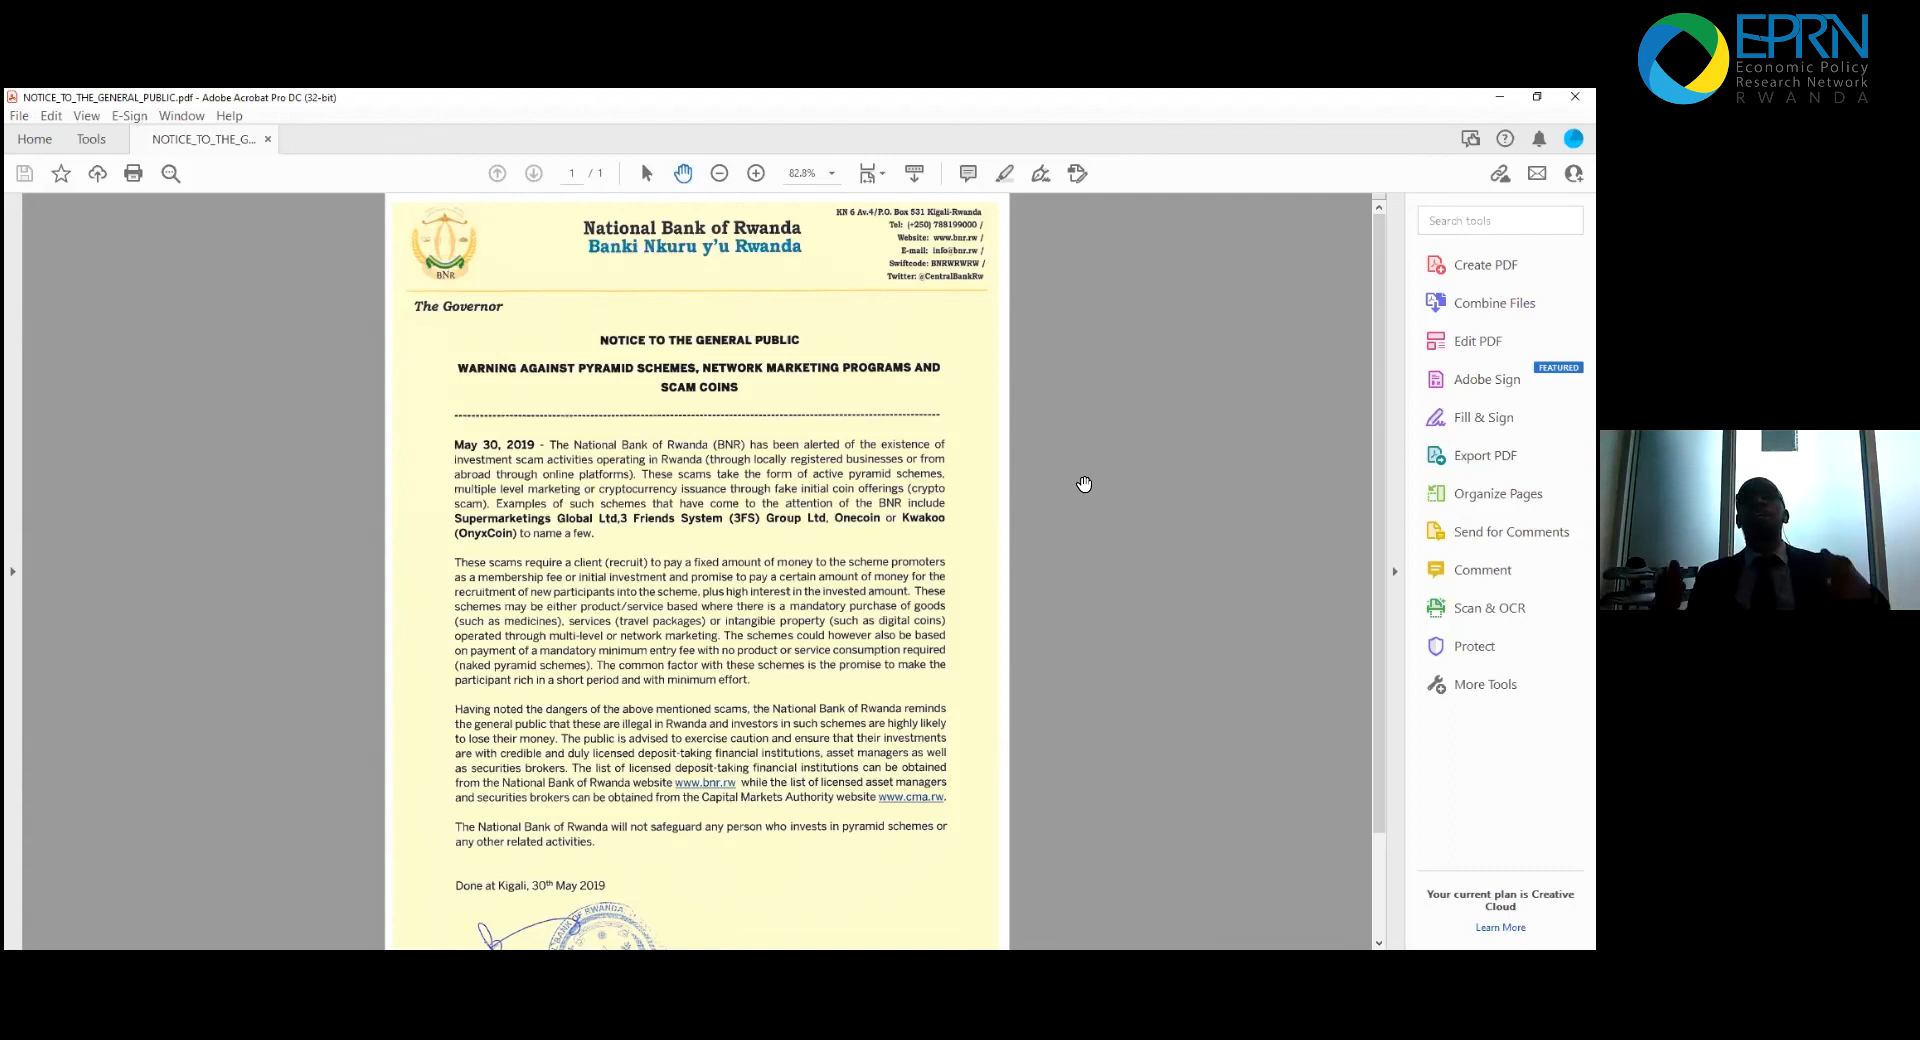 EPRN
Economic Policy
Research Network
RWANDA
NOTICE_TO_THE_GENERAL_PUBLIC.pdf - Adobe Acrobat Pro DC (32-bit)
File Edit View E-Sign Window Help
Home Tools NOTICE_TO_THE_G... ×
1 / 1 82.8%
Search tools
Create PDF
Combine Files
Edit PDF
FEATURED
Adobe Sign
Fill & Sign
Export PDF
Organize Pages
Send for Comments
Comment
Scan & OCR
Protect
More Tools
Your current plan is Creative
Cloud
Learn More
BNR
National Bank of Rwanda
Banki Nkuru y'u Rwanda
KN 6 Av.4/P.O. Box 531 Kigali-Rwanda
Tel: (+250) 788199000 /
Website: www.bnr.rw /
E-mail: info@bnr.rw /
Swiftcode: BNRWRWRW /
Twitter: @CentralBankRw
The Governor
NOTICE TO THE GENERAL PUBLIC
WARNING AGAINST PYRAMID SCHEMES, NETWORK MARKETING PROGRAMS AND
SCAM COINS
May 30, 2019 - The National Bank of Rwanda (BNR) has been alerted of the existence of
investment scam activities operating in Rwanda (through locally registered businesses or from
abroad through online platforms). These scams take the form of active pyramid schemes,
multiple level marketing or cryptocurrency issuance through fake initial coin offerings (crypto
scam). Examples of such schemes that have come to the attention of the BNR include
Supermarketings Global Ltd,3 Friends System (3FS) Group Ltd, Onecoin or Kwakoo
(OnyxCoin) to name a few.
These scams require a client (recruit) to pay a fixed amount of money to the scheme promoters
as a membership fee or initial investment and promise to pay a certain amount of money for the
recruitment of new participants into the scheme, plus high interest in the invested amount. These
schemes may be either product/service based where there is a mandatory purchase of goods
(such as medicines), services (travel packages) or intangible property (such as digital coins)
operated through multi-level or network marketing. The schemes could however also be based
on payment of a mandatory minimum entry fee with no product or service consumption required
(naked pyramid schemes). The common factor with these schemes is the promise to make the
participant rich in a short period and with minimum effort.
Having noted the dangers of the above mentioned scams, the National Bank of Rwanda reminds
the general public that these are illegal in Rwanda and investors in such schemes are highly likely
to lose their money. The public is advised to exercise caution and ensure that their investments
are with credible and duly licensed deposit-taking financial institutions, asset managers as well
as securities brokers. The list of licensed deposit-taking financial institutions can be obtained
from the National Bank of Rwanda website www.bnr.rw while the list of licensed asset managers
and securities brokers can be obtained from the Capital Markets Authority website www.cma.rw.
The National Bank of Rwanda will not safeguard any person who invests in pyramid schemes or
any other related activities.
Done at Kigali, 30th May 2019
BANK OF RWANDA